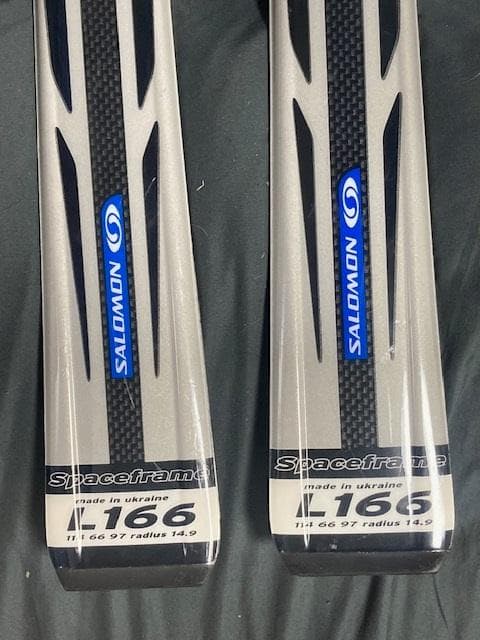 SALOMON
Spaceframe
made in ukraine
L166
114 66 97 radius 14.9
SALOMON
Spaceframe
made in ukraine
L166
114 66 97 radius 14.9